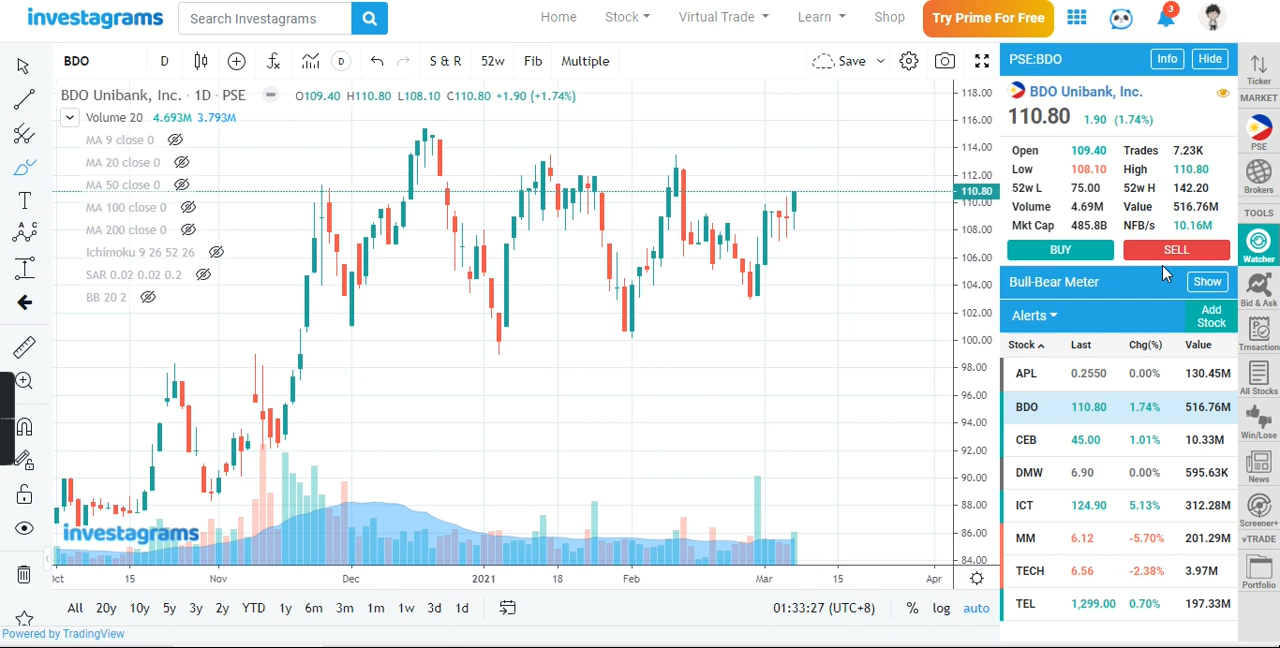 investagrams
Search Investagrams
Home
Stock
Virtual Trade
Learn
Shop
Try Prime For Free
3
BDO
D
D
S & R
52w
Fib
Multiple
Save
BDO Unibank, Inc. · 1D · PSE
O109.40 H110.80 L108.10 C110.80 +1.90 (+1.74%)
Volume 20 4.693M 3.793M
MA 9 close 0
MA 20 close 0
MA 50 close 0
MA 100 close 0
MA 200 close 0
Ichimoku 9 26 52 26
SAR 0.02 0.02 0.2
BB 20 2
118.00
116.00
114.00
112.00
110.80
110.00
108.00
106.00
104.00
102.00
100.00
98.00
96.00
94.00
92.00
90.00
88.00
86.00
84.00
investagrams
15
Nov
Dec
2021
18
Feb
Mar
15
Apr
All 20y 10y 5y 3y 2y YTD 1y 6m 3m 1m 1w 3d 1d
01:33:27 (UTC+8)
% log auto
Powered by TradingView
PSE:BDO
Info
Hide
BDO Unibank, Inc.
110.80 1.90 (1.74%)
Open 109.40 Trades 7.23K
Low 108.10 High 110.80
52w L 75.00 52w H 142.20
Volume 4.69M Value 516.76M
Mkt Cap 485.8B NFB/s 10.16M
BUY
SELL
Bull-Bear Meter
Show
Alerts
Add
Stock
Stock Last Chg(%) Value
APL 0.2550 0.00% 130.45M
BDO 110.80 1.74% 516.76M
CEB 45.00 1.01% 10.33M
DMW 6.90 0.00% 595.63K
ICT 124.90 5.13% 312.28M
MM 6.12 -5.70% 201.29M
TECH 6.56 -2.38% 3.97M
TEL 1,299.00 0.70% 197.33M
Ticker
MARKET
PSE
Brokers
TOOLS
Watcher
Bid & Ask
Trnsaction
All Stocks
Win/Lose
News
Screener+
vTRADE
Portfolio